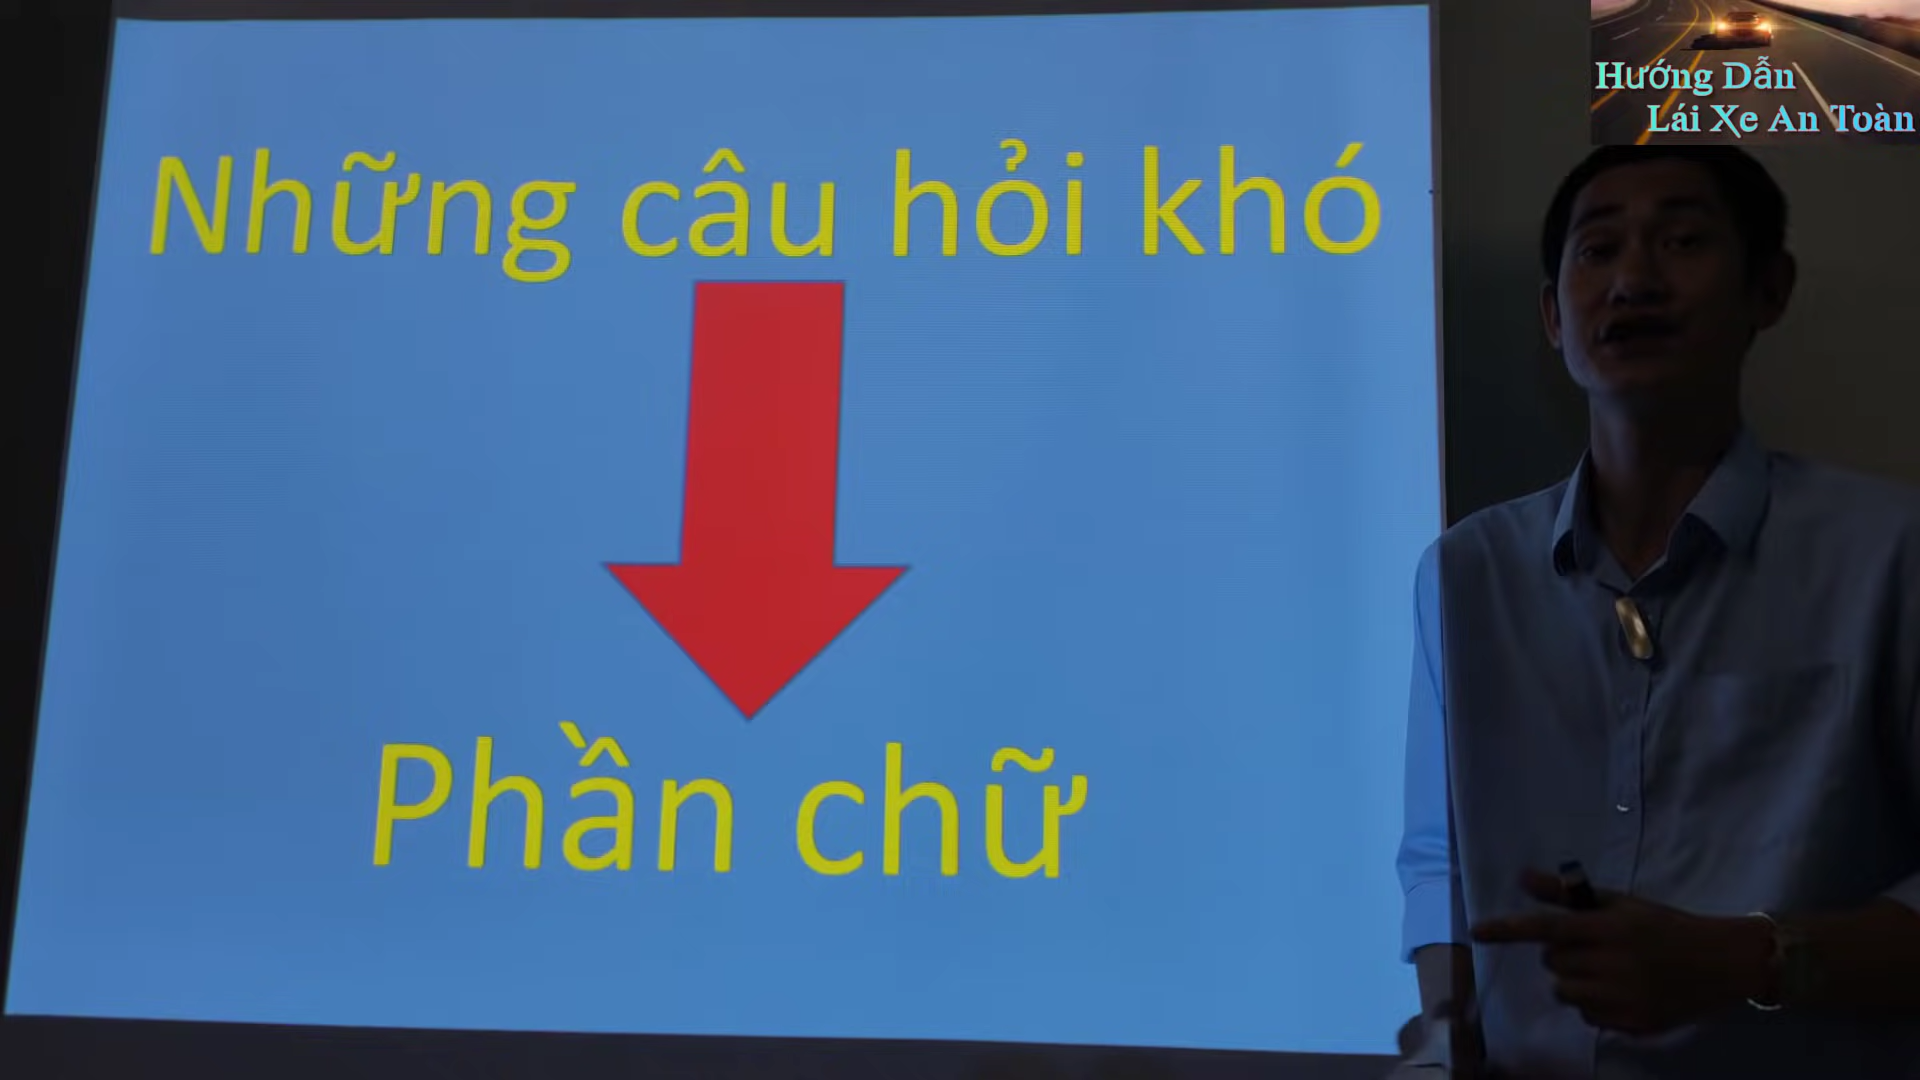 Hướng Dẫn
Lái Xe An Toàn
Những câu hỏi khó
Phần chữ